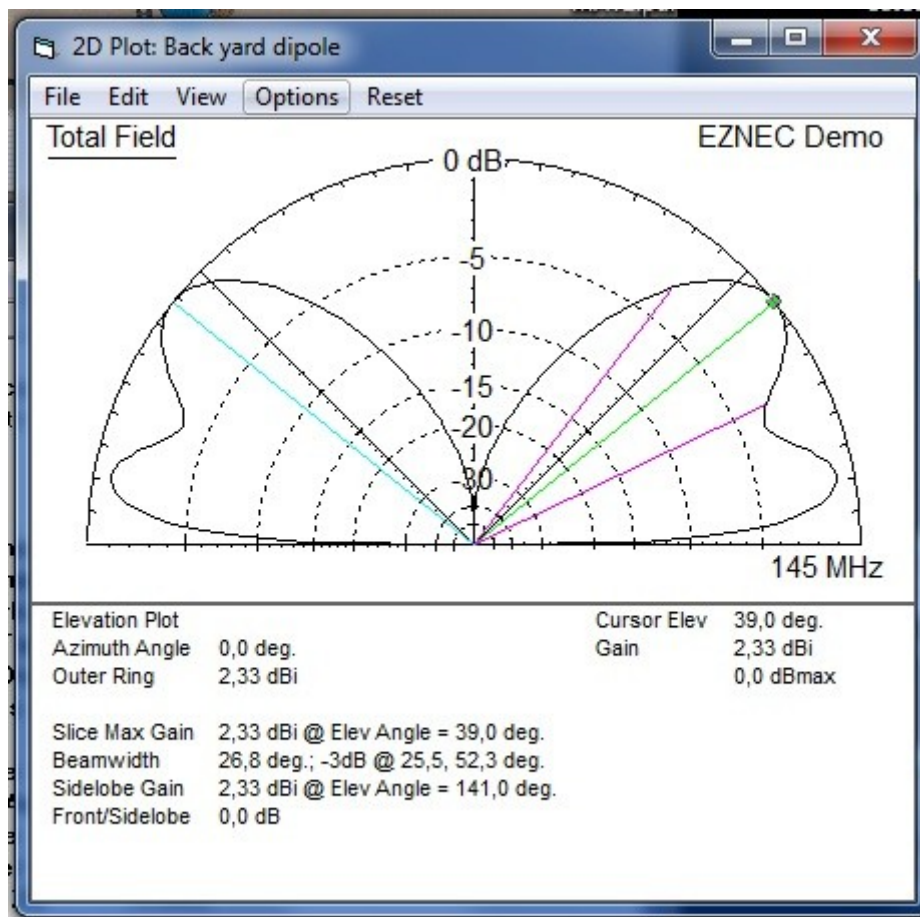 2D Plot: Back yard dipole
File Edit View Options Reset
Total Field
EZNEC Demo
0 dB
-5
-10
-15
-20
-30
145 MHz
Elevation Plot Cursor Elev 39,0 deg.
Azimuth Angle 0,0 deg. Gain 2,33 dBi
Outer Ring 2,33 dBi 0,0 dBmax
Slice Max Gain 2,33 dBi @ Elev Angle = 39,0 deg.
Beamwidth 26,8 deg.; -3dB @ 25,5, 52,3 deg.
Sidelobe Gain 2,33 dBi @ Elev Angle = 141,0 deg.
Front/Sidelobe 0,0 dB